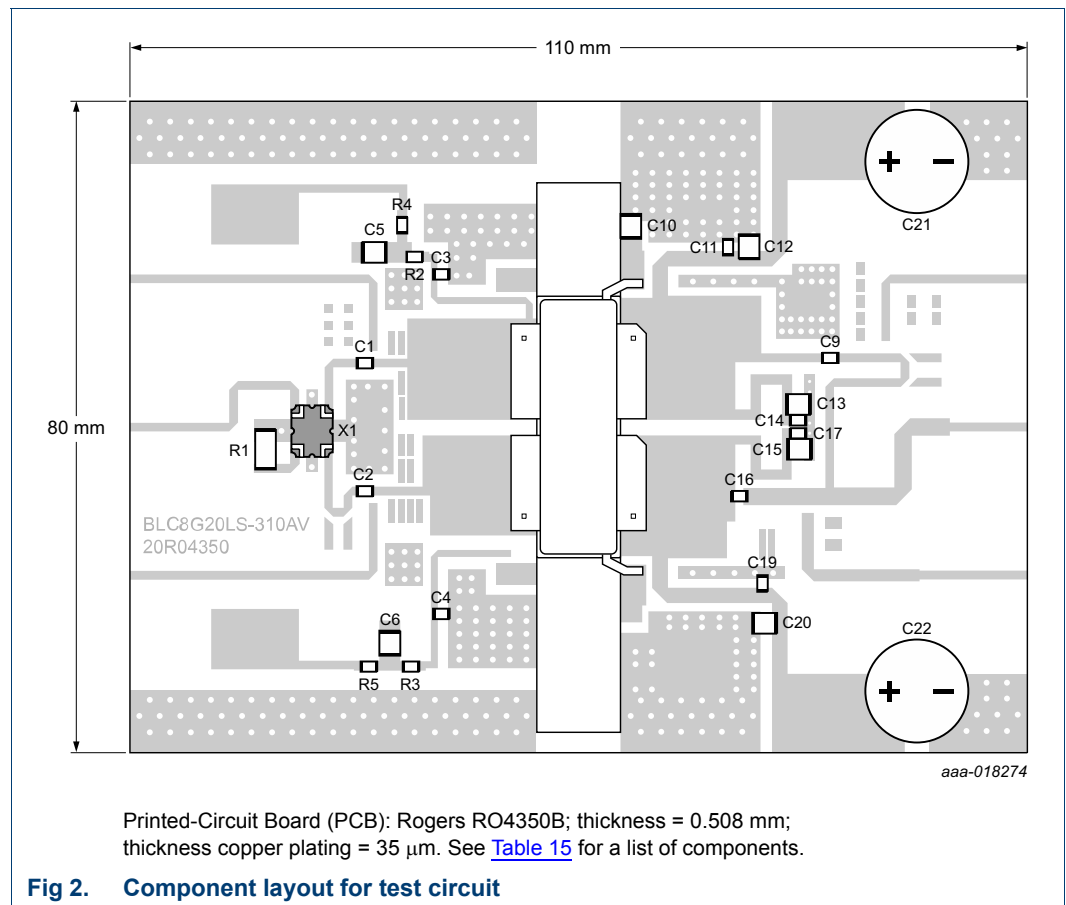 110 mm
80 mm
R4
C5
C3
R2
C10
C11
C12
C21
C1
C9
X1
R1
C13
C14
C17
C15
C2
C16
BLC8G20LS-310AV
20R04350
C19
C4
C6
C20
C22
R5
R3
+ −
+ −
aaa-018274
Printed-Circuit Board (PCB): Rogers RO4350B; thickness = 0.508 mm;
thickness copper plating = 35 μm. See Table 15 for a list of components.
Fig 2. Component layout for test circuit